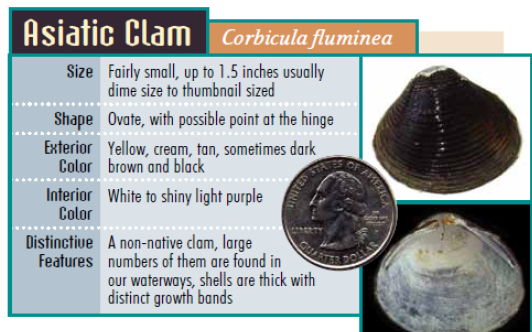 Asiatic Clam
Corbicula fluminea
Size Fairly small, up to 1.5 inches usually
dime size to thumbnail sized
Shape Ovate, with possible point at the hinge
Exterior Yellow, cream, tan, sometimes dark
Color brown and black
Interior White to shiny light purple
Color
Distinctive A non-native clam, large
Features numbers of them are found in
our waterways, shells are thick with
distinct growth bands
UNITED STATES OF AMERICA
LIBERTY
QUARTER DOLLAR